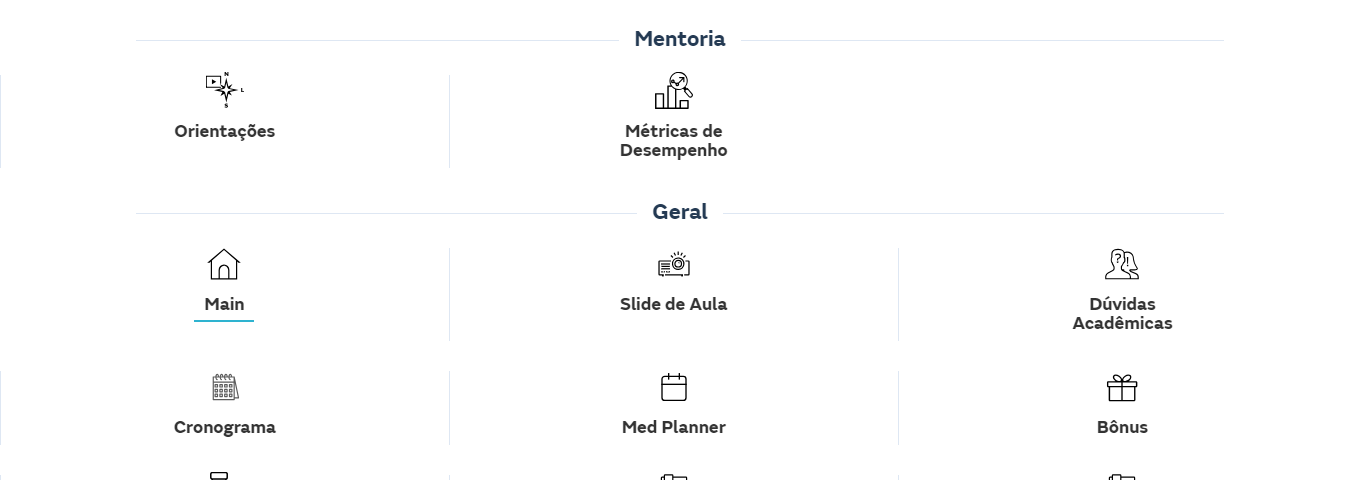 Mentoria
N
L
S
Orientações
Métricas de
Desempenho
Geral
Main
Slide de Aula
Dúvidas
Acadêmicas
Cronograma
Med Planner
Bônus